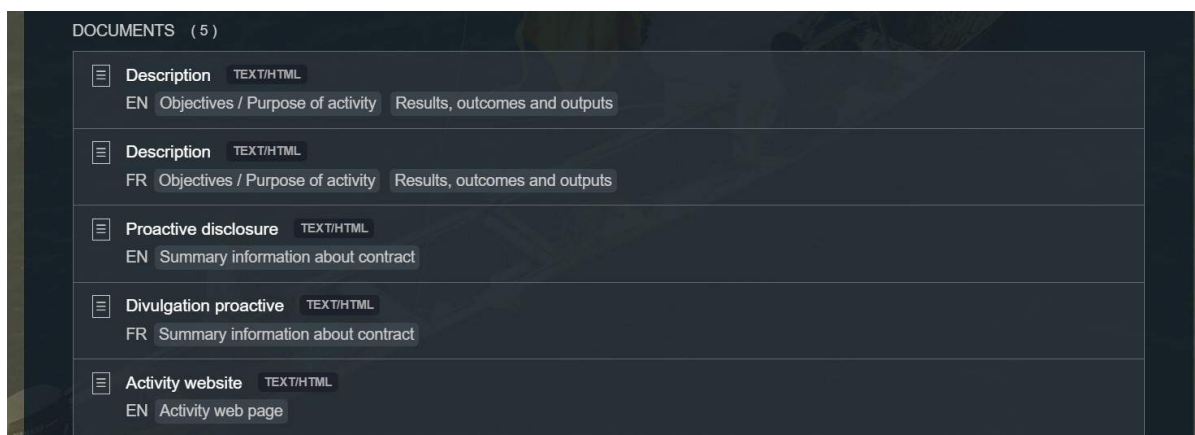 DOCUMENTS ( 5 )
Description TEXT/HTML
EN Objectives / Purpose of activity Results, outcomes and outputs
Description TEXT/HTML
FR Objectives / Purpose of activity Results, outcomes and outputs
Proactive disclosure TEXT/HTML
EN Summary information about contract
Divulgation proactive TEXT/HTML
FR Summary information about contract
Activity website TEXT/HTML
EN Activity web page